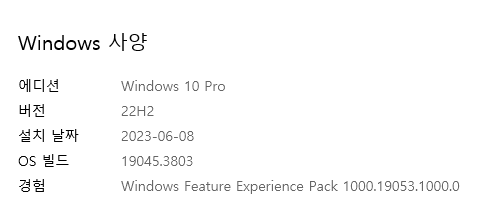 Windows 사양
에디션 Windows 10 Pro
버전 22H2
설치 날짜 2023-06-08
OS 빌드 19045.3803
경험 Windows Feature Experience Pack 1000.19053.1000.0